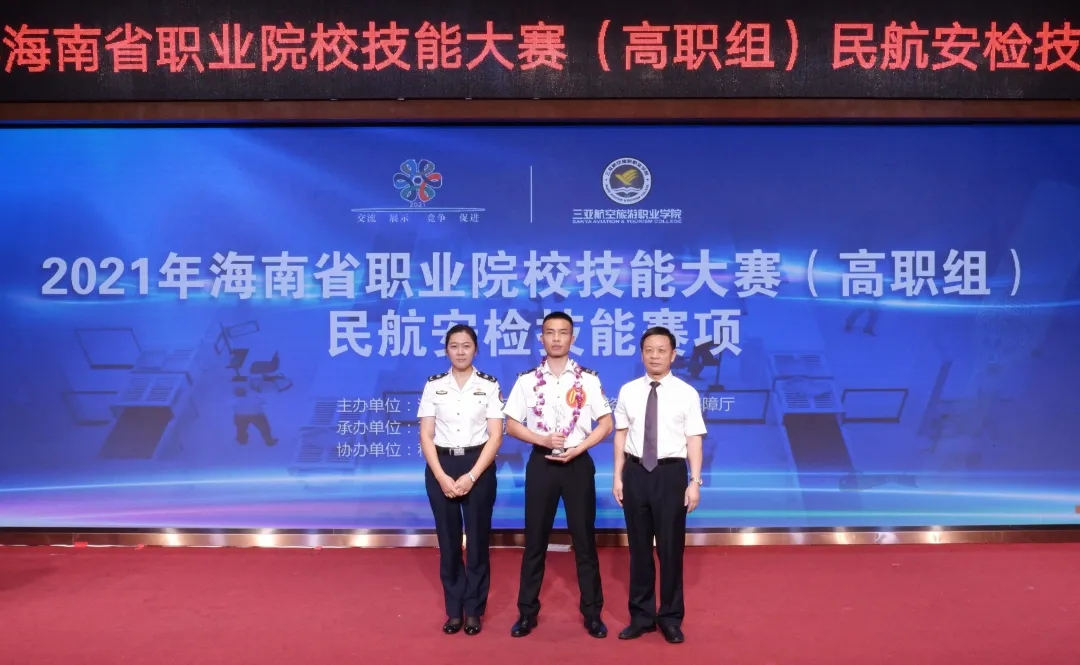 海南省职业院校技能大赛（高职组）民航安检技
2021
交流 展示 竞争 促进
三亚航空旅游职业学院
SANYA AVIATION & TOURISM COLLEGE
2021年海南省职业院校技能大赛（高职组）
民航安检技能赛项
主办单位：
障厅
承办单位：
协办单位：